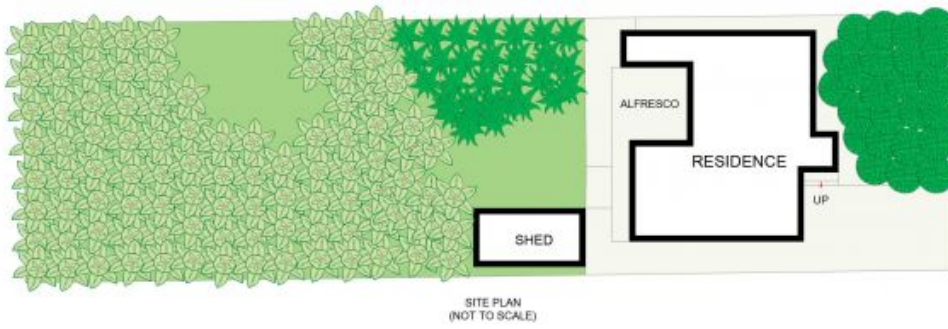 ALFRESCO
RESIDENCE
UP
SHED
SITE PLAN
(NOT TO SCALE)